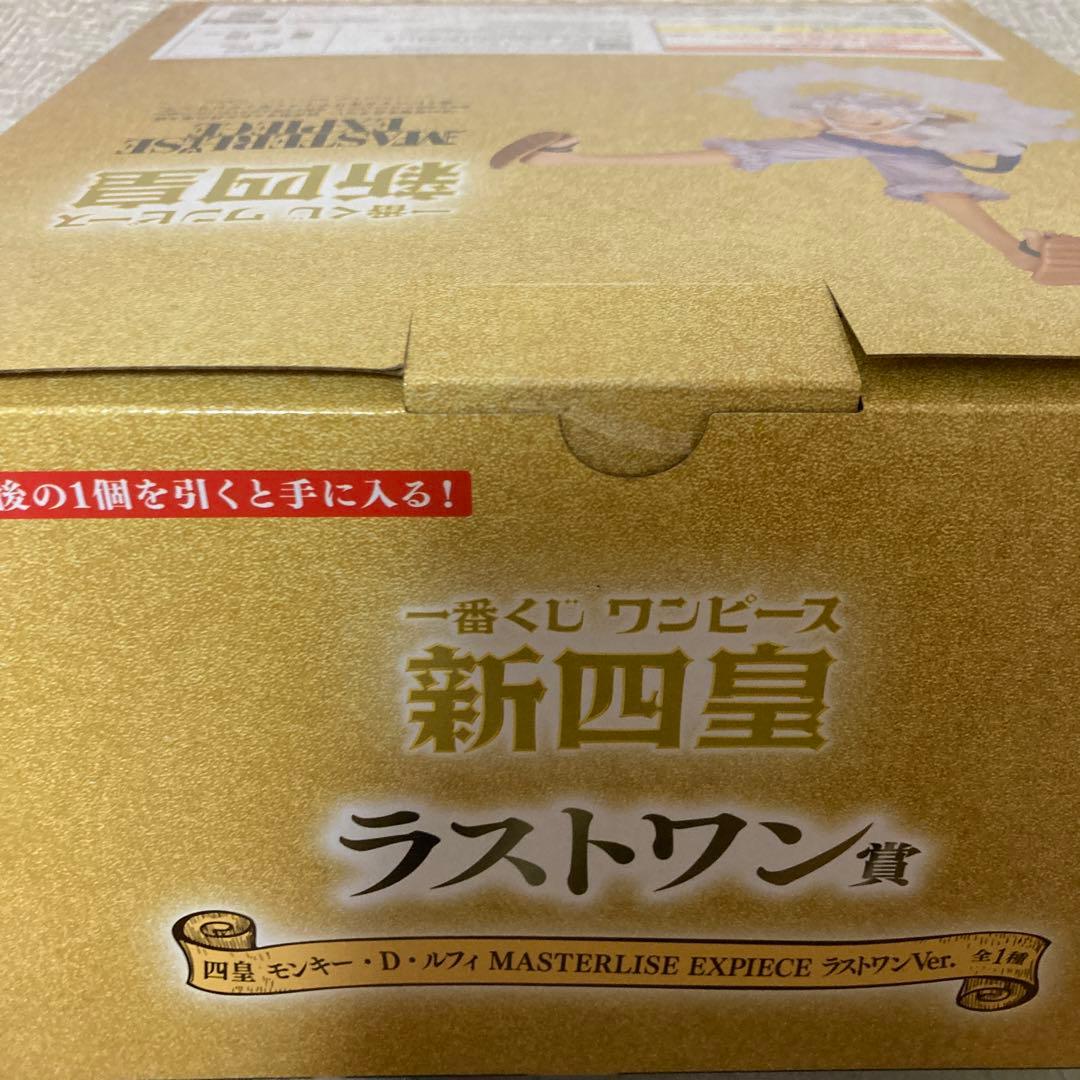 MASTERLISE
EXPIECE
一番くじ ワンピース
新四皇
後の1個を引くと手に入る!
一番くじ ワンピース
新四皇
ラストワン賞
四皇 モンキー・D・ルフィ MASTERLISE EXPIECE ラストワンVer. 全1種